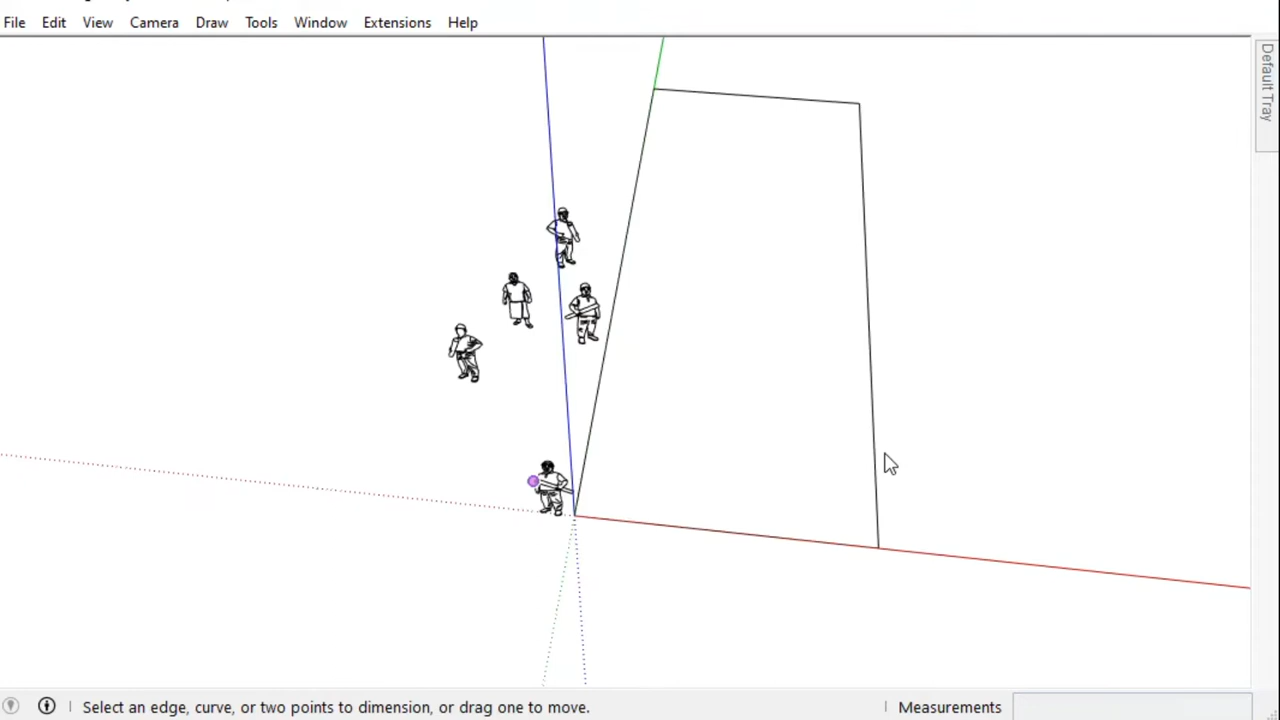 File Edit View Camera Draw Tools Window Extensions Help
Default Tray
Select an edge, curve, or two points to dimension, or drag one to move.
Measurements